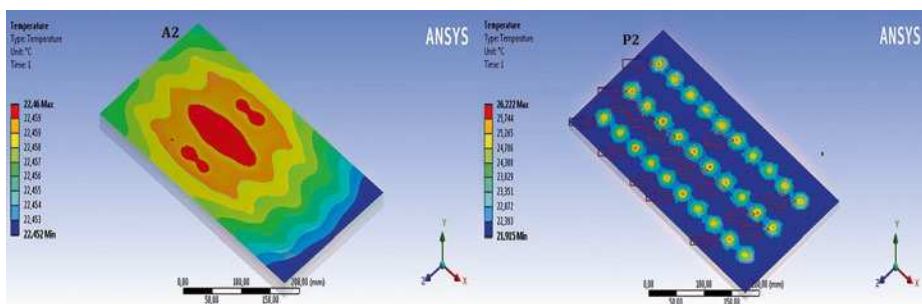 Temperature
Type: Temperature
Unit: °C
Time: 1
A2
ANSYS
22,46 Max
22,459
22,459
22,458
22,457
22,456
22,455
22,454
22,453
22,452 Min
0,00
100,00
200,00 (mm)
50,00
150,00
Y
Z
X
Temperature
Type: Temperature
Unit: °C
Time: 1
P2
ANSYS
26,222 Max
25,744
25,265
24,786
24,308
23,829
23,351
22,872
22,393
21,915 Min
0,00
100,00
(mm)
50,00
150,00
Y
Z
X